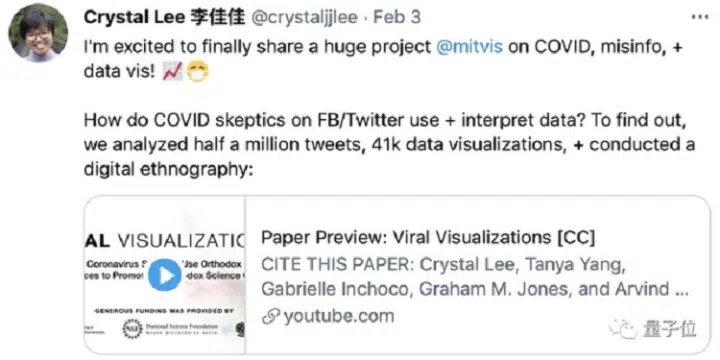 Crystal Lee 李佳佳 @crystaljjlee · Feb 3
I'm excited to finally share a huge project @mitvis on COVID, misinfo, +
data vis! 📈😷
How do COVID skeptics on FB/Twitter use + interpret data? To find out,
we analyzed half a million tweets, 41k data visualizations, + conducted a
digital ethnography:
AL VISUALIZATIC
Coronavirus S Use Orthodox
ces to Promot dox Science
GENEROUS FUNDING WAS PROVIDED BY
National Science Foundation
Paper Preview: Viral Visualizations [CC]
CITE THIS PAPER: Crystal Lee, Tanya Yang,
Gabrielle Inchoco, Graham M. Jones, and Arvind ...
youtube.com
量子位